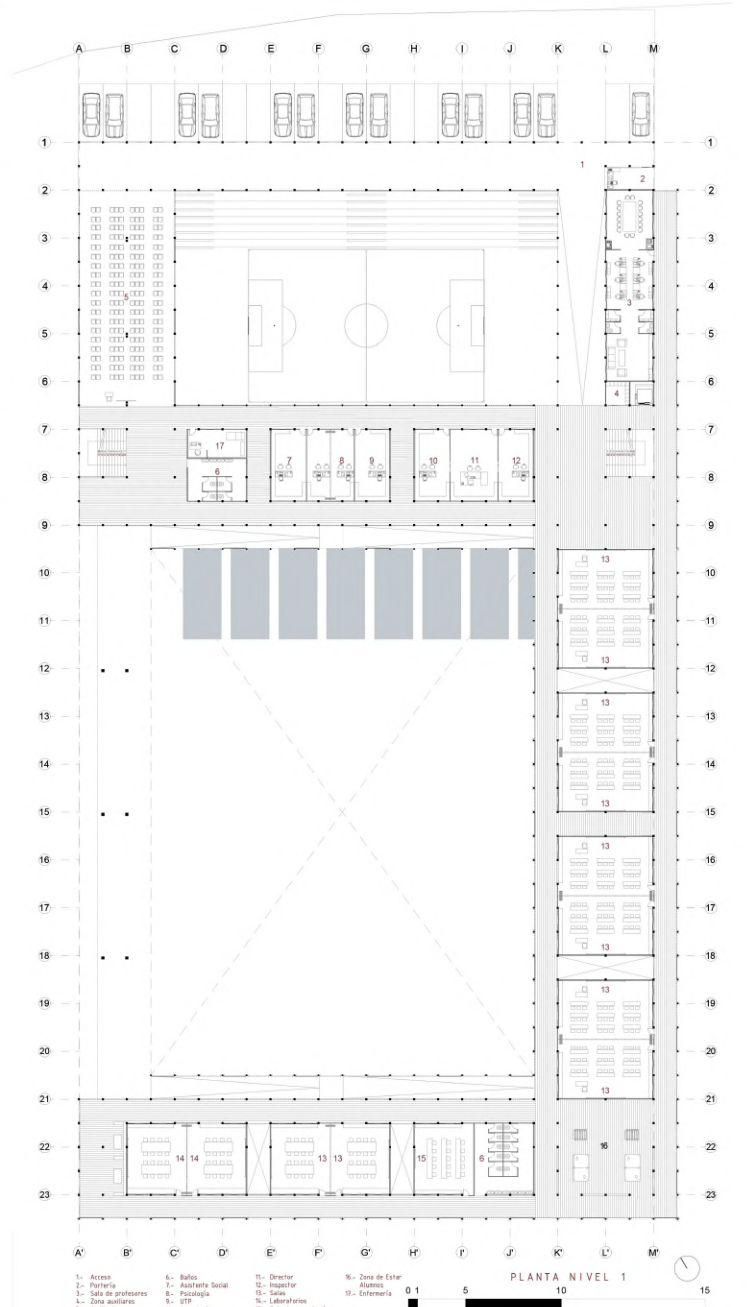 A B C D E F G H I J K L M
1 1
1
2
2 2
3 3
4 4
5
3
5 5
6 6
4
7 7
17
6
7
8
9
10
11
12
8 8
9 9
13
10 10
11 11
13
12 12
13
13 13
14 14
13
15 15
13
16 16
17 17
13
18 18
13
19 19
20 20
13
21 21
22 22
14 14 13 13 15 6 16
23 23
A' B' C' D' E' F' G' H' I' J' K' L' M'
PLANTA NIVEL 1
1.- Acceso
2.- Portería
3.- Sala de profesores
4.- Zona auxiliares
6.- Baños
7.- Asistente Social
8.- Psicología
9.- UTP
11.- Director
12.- Inspector
13.- Salas
14.- Laboratorios
16.- Zona de Estar
Alumnos
17.- Enfermería
0 1 5 10 15